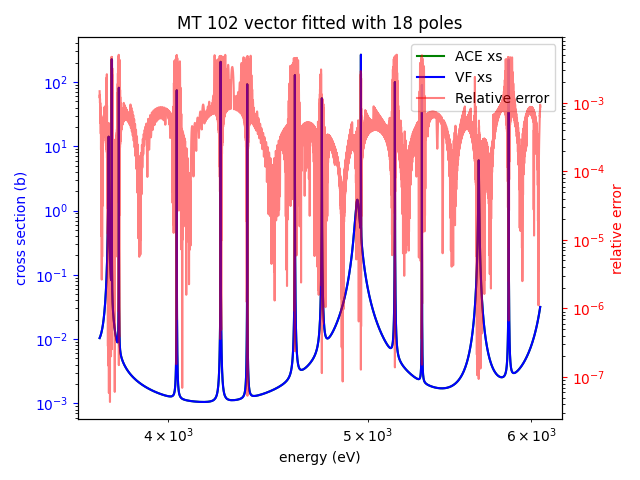 MT 102 vector fitted with 18 poles
ACE xs
VF xs
Relative error
10²
10¹
10⁰
10⁻¹
10⁻²
10⁻³
cross section (b)
10⁻³
10⁻⁴
10⁻⁵
10⁻⁶
10⁻⁷
relative error
4 × 10³
5 × 10³
6 × 10³
energy (eV)